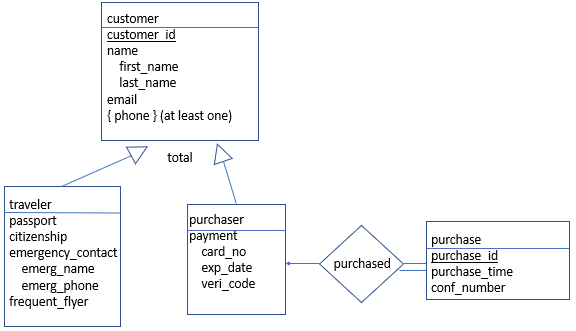 customer
customer_id
name
first_name
last_name
email
{ phone } (at least one)
total
traveler
passport
citizenship
emergency_contact
emerg_name
emerg_phone
frequent_flyer
purchaser
payment
card_no
exp_date
veri_code
purchased
purchase
purchase_id
purchase_time
conf_number